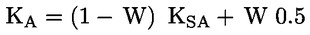 K_A = (1 − W) K_SA + W 0.5